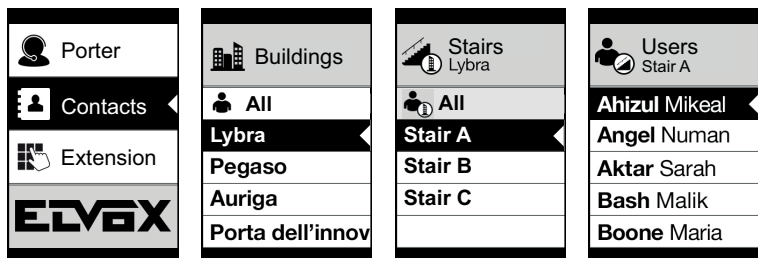 Porter
Contacts
Extension
ELVOX
Buildings
All
Lybra
Pegaso
Auriga
Porta dell'innov
Stairs
Lybra
All
Stair A
Stair B
Stair C
Users
Stair A
Ahizul Mikeal
Angel Numan
Aktar Sarah
Bash Malik
Boone Maria